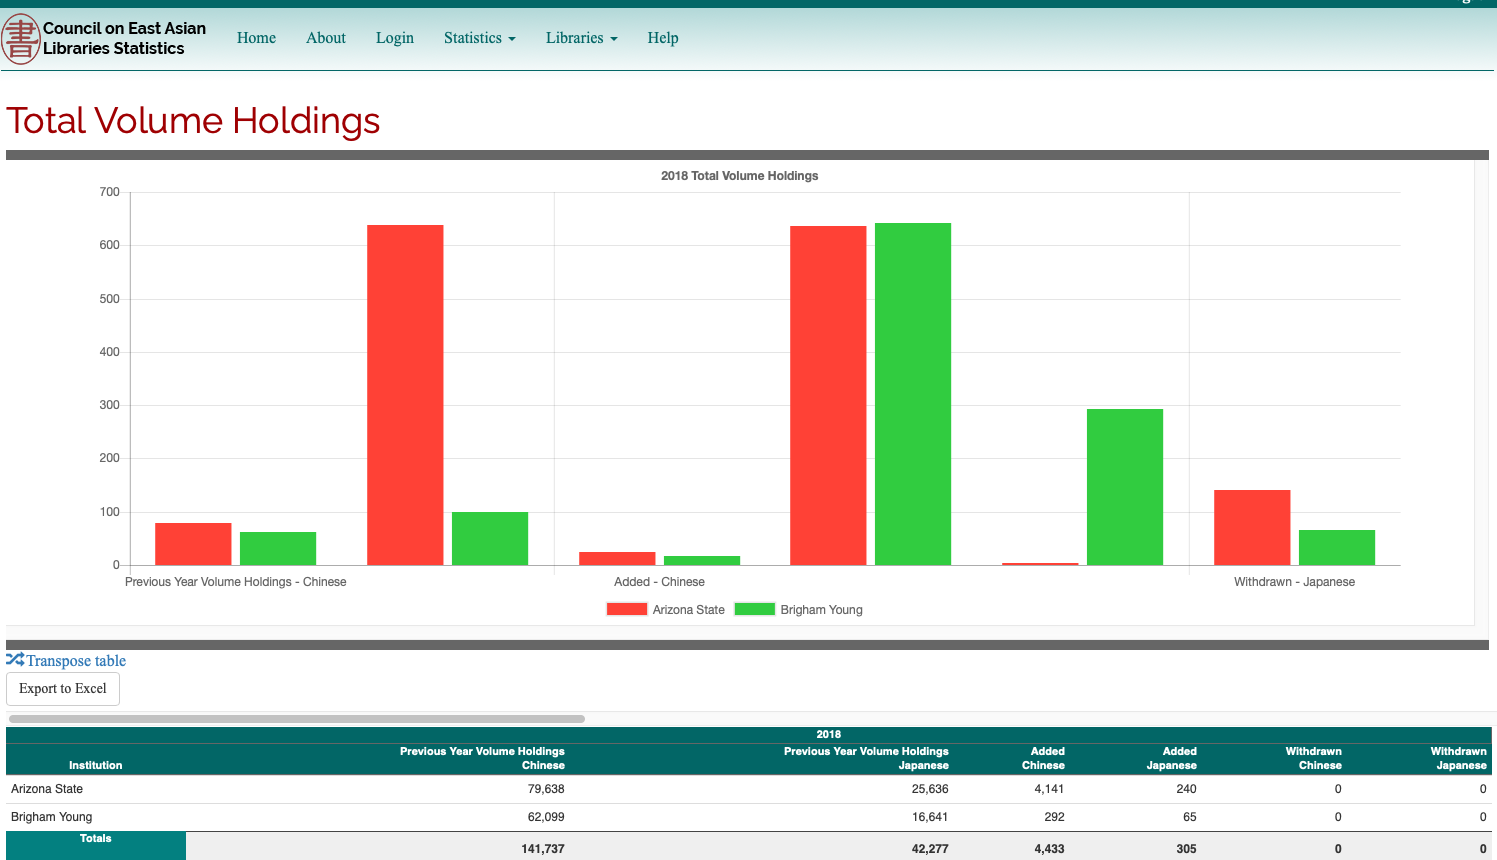 書
Council on East Asian
Libraries Statistics
Home About Login Statistics Libraries Help
Total Volume Holdings
2018 Total Volume Holdings
700
600
500
400
300
200
100
0
Previous Year Volume Holdings - Chinese Added - Chinese Withdrawn - Japanese
Arizona State Brigham Young
Transpose table
Export to Excel
2018
Previous Year Volume Holdings Previous Year Volume Holdings Added Added Withdrawn Withdrawn
Institution Chinese Japanese Chinese Japanese Chinese Japanese
Arizona State 79,638 25,636 4,141 240 0 0
Brigham Young 62,099 16,641 292 65 0 0
Totals
141,737 42,277 4,433 305 0 0